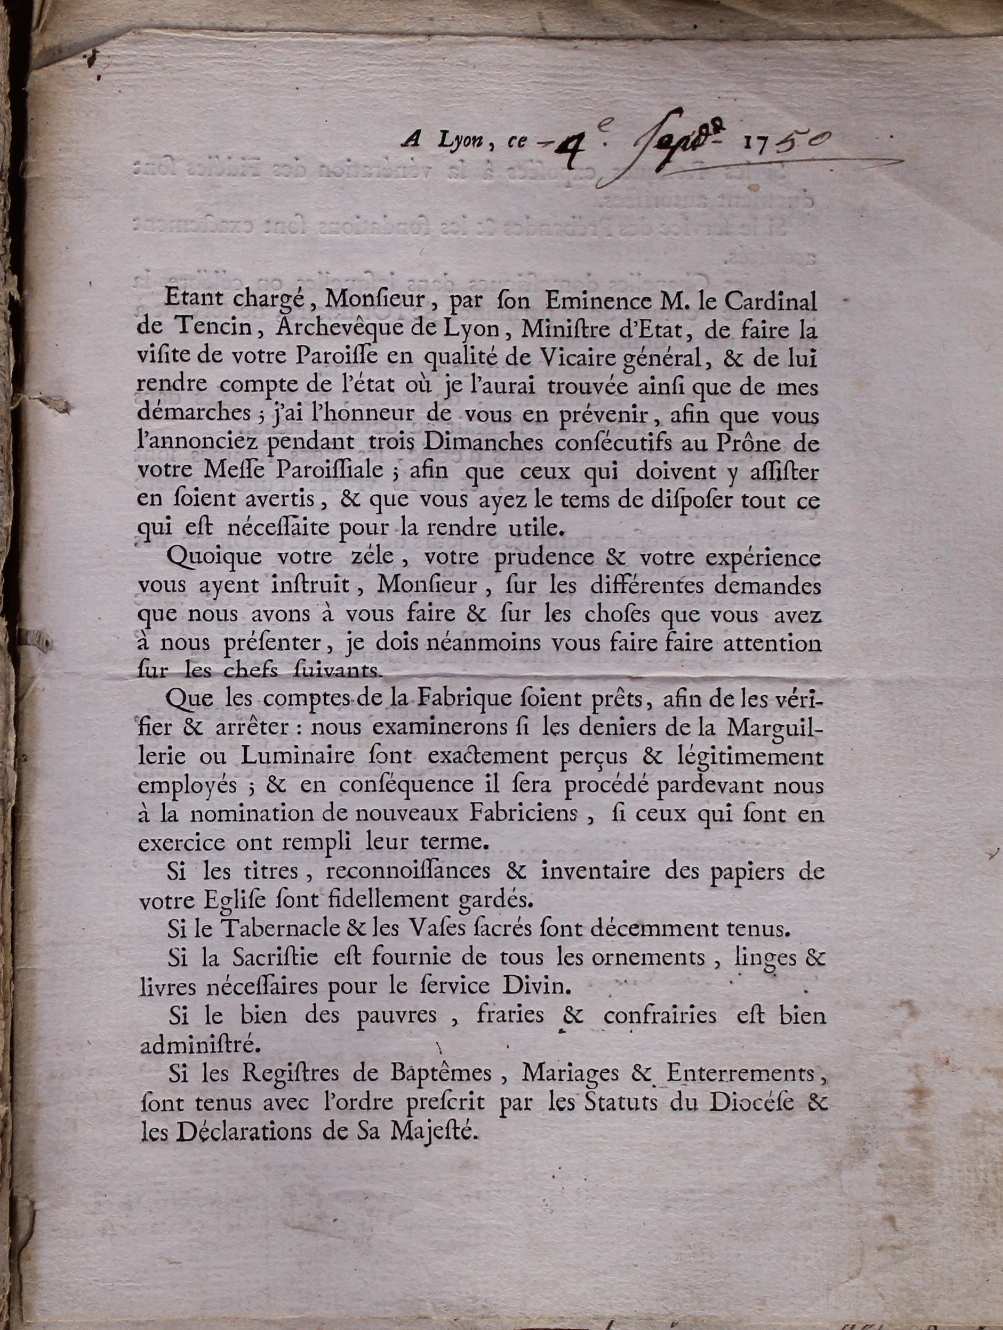 A Lyon, ce 4e. Septbr 1750
Etant chargé, Monſieur, par ſon Eminence M. le Cardinal
de Tencin, Archevêque de Lyon, Miniſtre d'Etat, de faire la
viſite de votre Paroiſſe en qualité de Vicaire général, & de lui
rendre compte de l'état où je l'aurai trouvée ainſi que de mes
démarches ; j'ai l'honneur de vous en prévenir, afin que vous
l'annonciez pendant trois Dimanches conſécutifs au Prône de
votre Meſſe Paroiſſiale ; afin que ceux qui doivent y aſſiſter
en ſoient avertis, & que vous ayez le tems de diſpoſer tout ce
qui eſt néceſſaite pour la rendre utile.
Quoique votre zéle, votre prudence & votre expérience
vous ayent inſtruit, Monſieur, ſur les différentes demandes
que nous avons à vous faire & ſur les choſes que vous avez
à nous préſenter, je dois néanmoins vous faire faire attention
ſur les chefs ſuivants.
Que les comptes de la Fabrique ſoient prêts, afin de les véri-
fier & arrêter : nous examinerons ſi les deniers de la Marguil-
lerie ou Luminaire ſont exactement perçus & légitimement
employés ; & en conſéquence il ſera procédé pardevant nous
à la nomination de nouveaux Fabriciens, ſi ceux qui ſont en
exercice ont rempli leur terme.
Si les titres, reconnoiſſances & inventaire des papiers de
votre Egliſe ſont fidellement gardés.
Si le Tabernacle & les Vaſes ſacrés ſont décemment tenus.
Si la Sacriſtie eſt fournie de tous les ornements, linges &
livres néceſſaires pour le ſervice Divin.
Si le bien des pauvres, fraries & confrairies eſt bien
adminiſtré.
Si les Regiſtres de Baptêmes, Mariages & Enterrements,
ſont tenus avec l'ordre preſcrit par les Statuts du Diocéſe &
les Déclarations de Sa Majeſté.